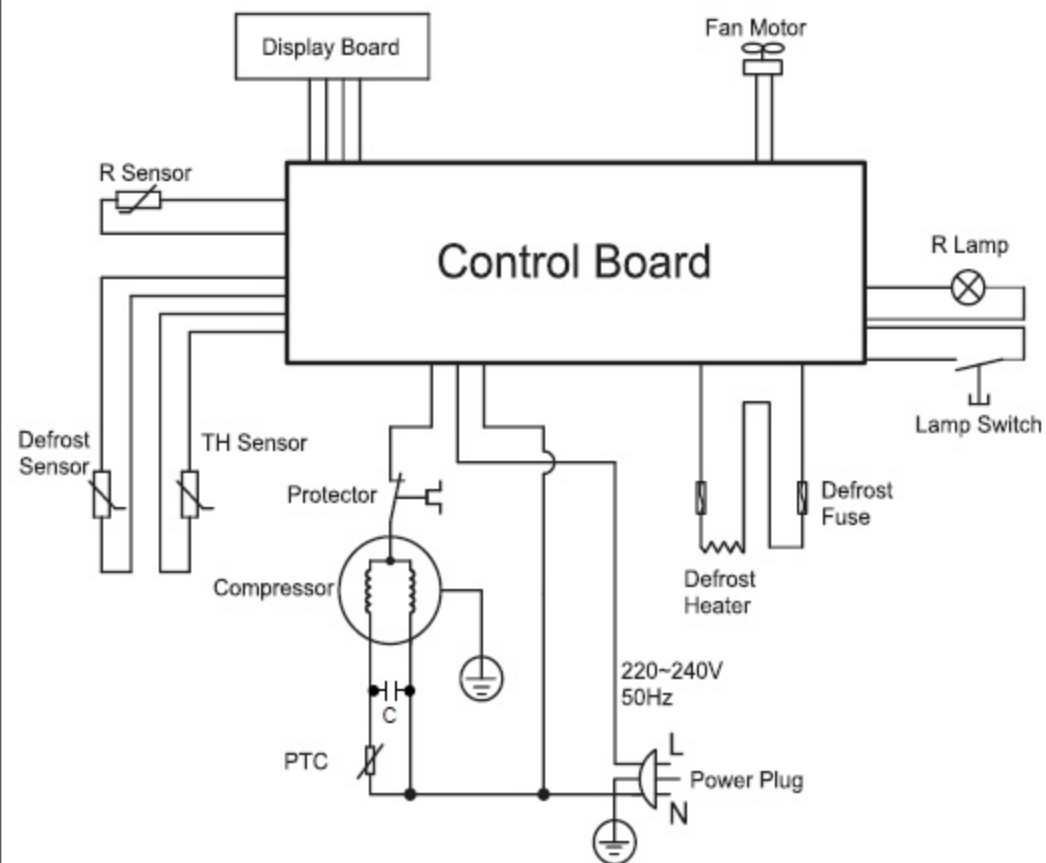 Display Board
Fan Motor
R Sensor
Control Board
R Lamp
Lamp Switch
Defrost
Sensor
TH Sensor
Protector
Defrost
Fuse
Compressor
Defrost
Heater
220~240V
50Hz
C
PTC
L
Power Plug
N